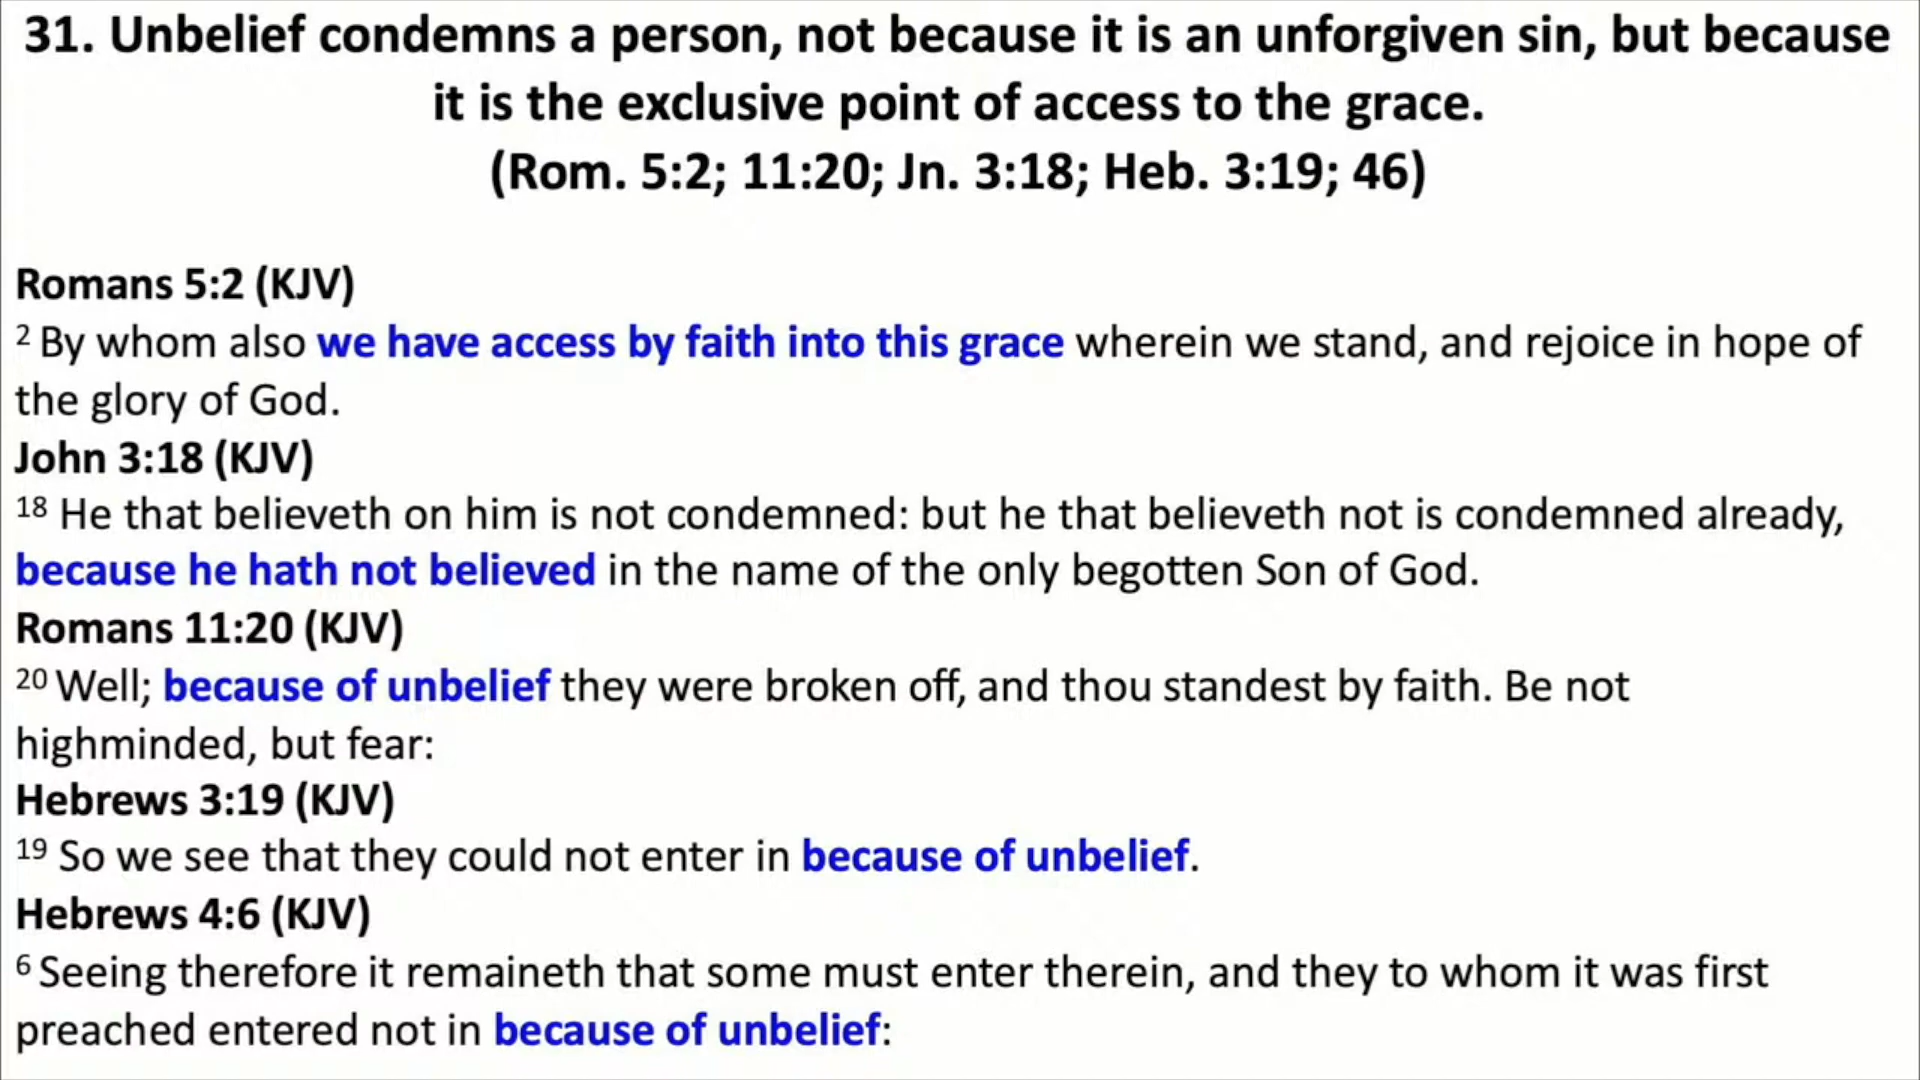 31. Unbelief condemns a person, not because it is an unforgiven sin, but because
it is the exclusive point of access to the grace.
(Rom. 5:2; 11:20; Jn. 3:18; Heb. 3:19; 46)
Romans 5:2 (KJV)
2 By whom also we have access by faith into this grace wherein we stand, and rejoice in hope of
the glory of God.
John 3:18 (KJV)
18 He that believeth on him is not condemned: but he that believeth not is condemned already,
because he hath not believed in the name of the only begotten Son of God.
Romans 11:20 (KJV)
20 Well; because of unbelief they were broken off, and thou standest by faith. Be not
highminded, but fear:
Hebrews 3:19 (KJV)
19 So we see that they could not enter in because of unbelief.
Hebrews 4:6 (KJV)
6 Seeing therefore it remaineth that some must enter therein, and they to whom it was first
preached entered not in because of unbelief: